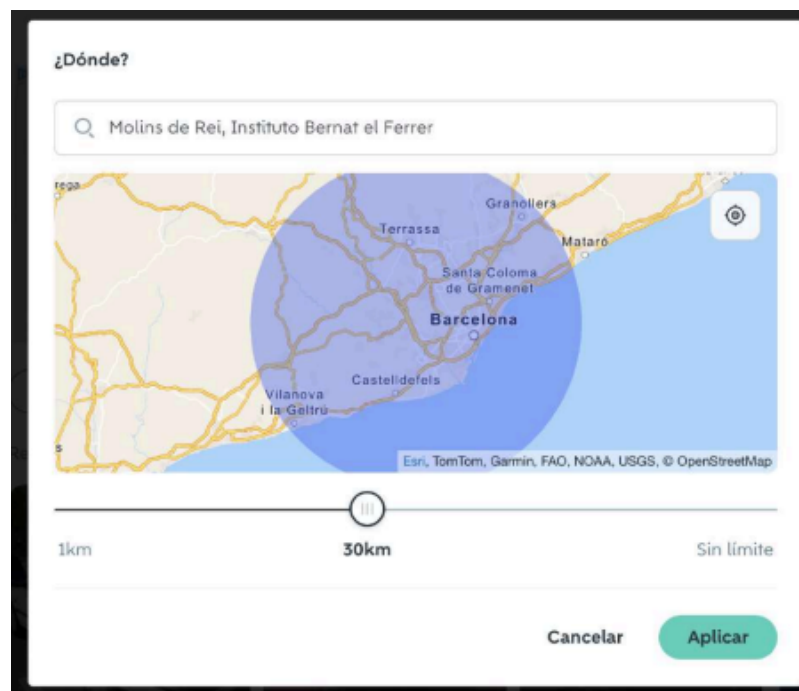 ¿Dónde?
Molins de Rei, Instituto Bernat el Ferrer
Granollers
Terrassa
Mataró
Santa Coloma
de Gramenet
Barcelona
Castelldefels
Vilanova
i la Geltrú
Esri, TomTom, Garmin, FAO, NOAA, USGS, © OpenStreetMap
1km
30km
Sin límite
Cancelar
Aplicar